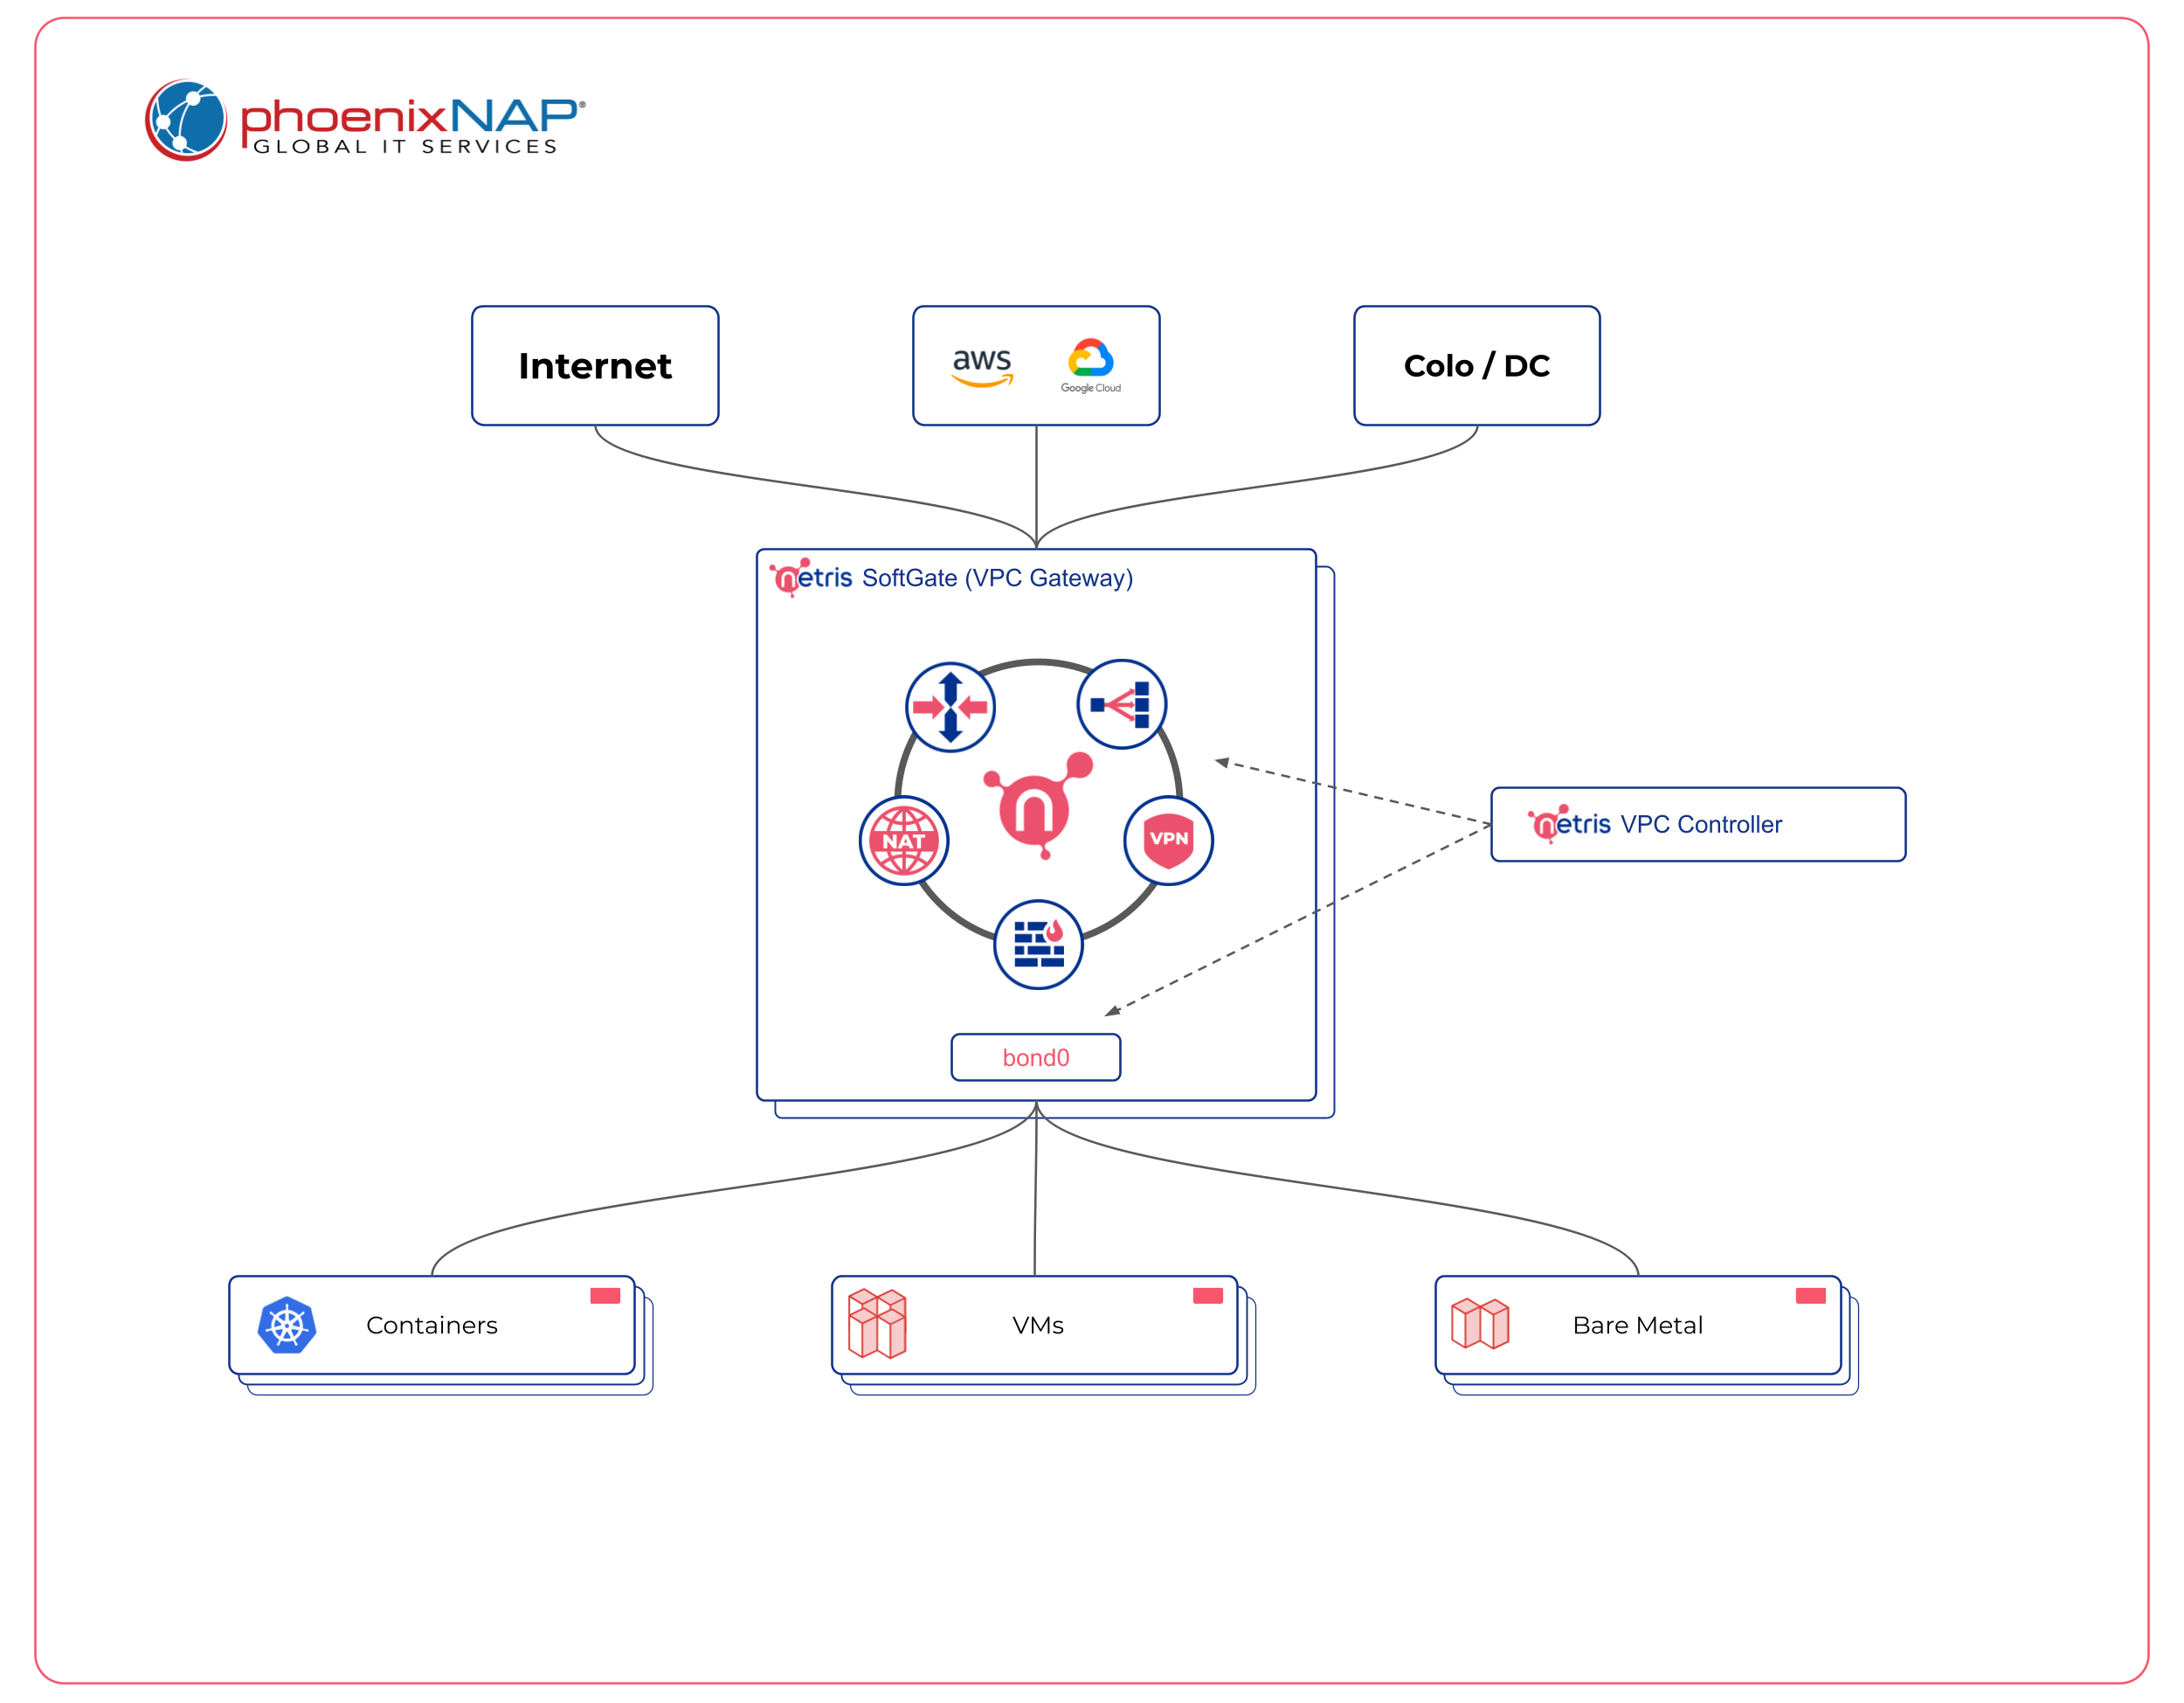 phoenixNAP®
GLOBAL IT SERVICES
Internet
aws
Google Cloud
Colo / DC
netris SoftGate (VPC Gateway)
n
NAT
VPN
netris VPC Controller
bond0
Containers
VMs
Bare Metal